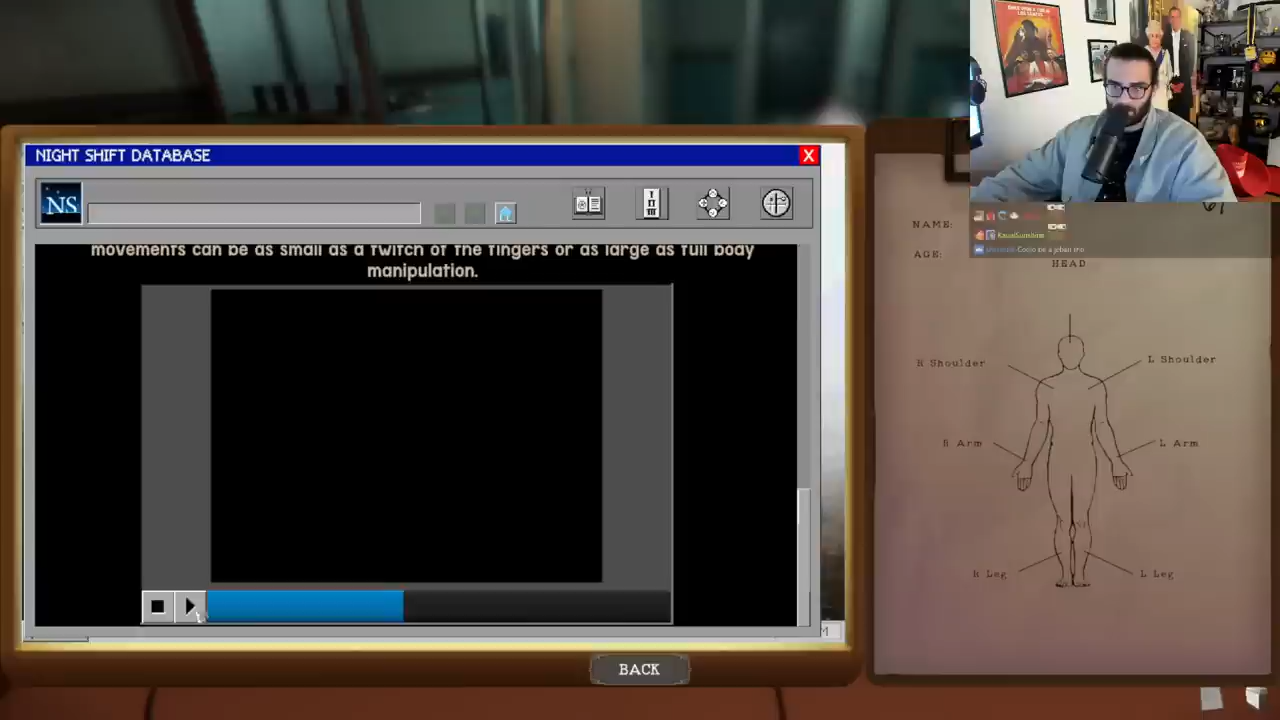 NIGHT SHIFT DATABASE
X
NS
movements can be as small as a twitch of the fingers or as large as full body
manipulation.
BACK
NAME:
AGE:
HEAD
R Shoulder
L Shoulder
R Arm
L Arm
R Leg
L Leg